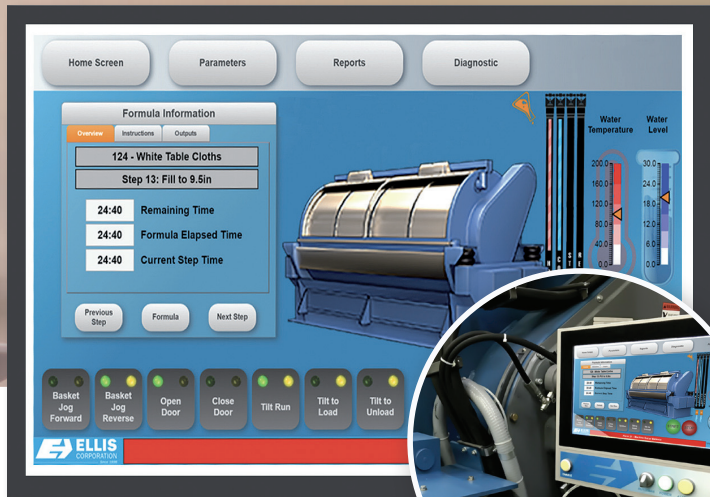 Home Screen
Parameters
Reports
Diagnostic
Formula Information
Overview
Instructions
Outputs
124 - White Table Cloths
Step 13: Fill to 9.5in
24:40 Remaining Time
24:40 Formula Elapsed Time
24:40 Current Step Time
Previous
Step
Formula
Next Step
Water
Temperature
200.0
160.0
120.0
80.0
40.0
0.0
Water
Level
30.0
24.0
18.0
12.0
6.0
0.0
Basket
Jog
Forward
Basket
Jog
Reverse
Open
Door
Close
Door
Tilt Run
Tilt to
Load
Tilt to
Unload
ELLIS
CORPORATION